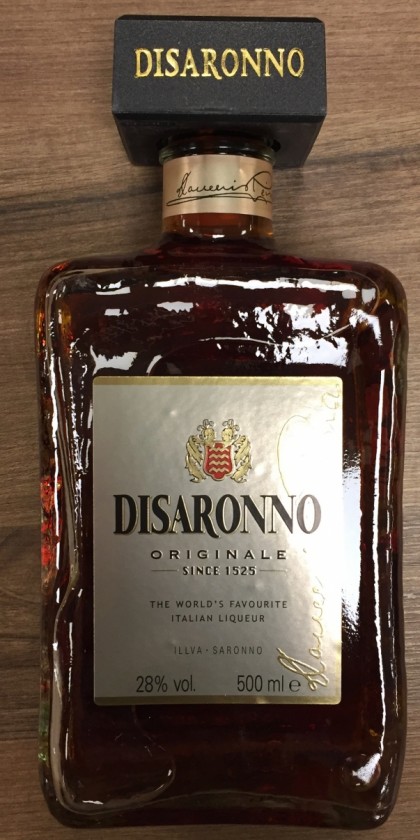 DISARONNO
DISARONNO
ORIGINALE
SINCE 1525
THE WORLD'S FAVOURITE
ITALIAN LIQUEUR
ILLVA · SARONNO
28% vol. 500 ml ℮